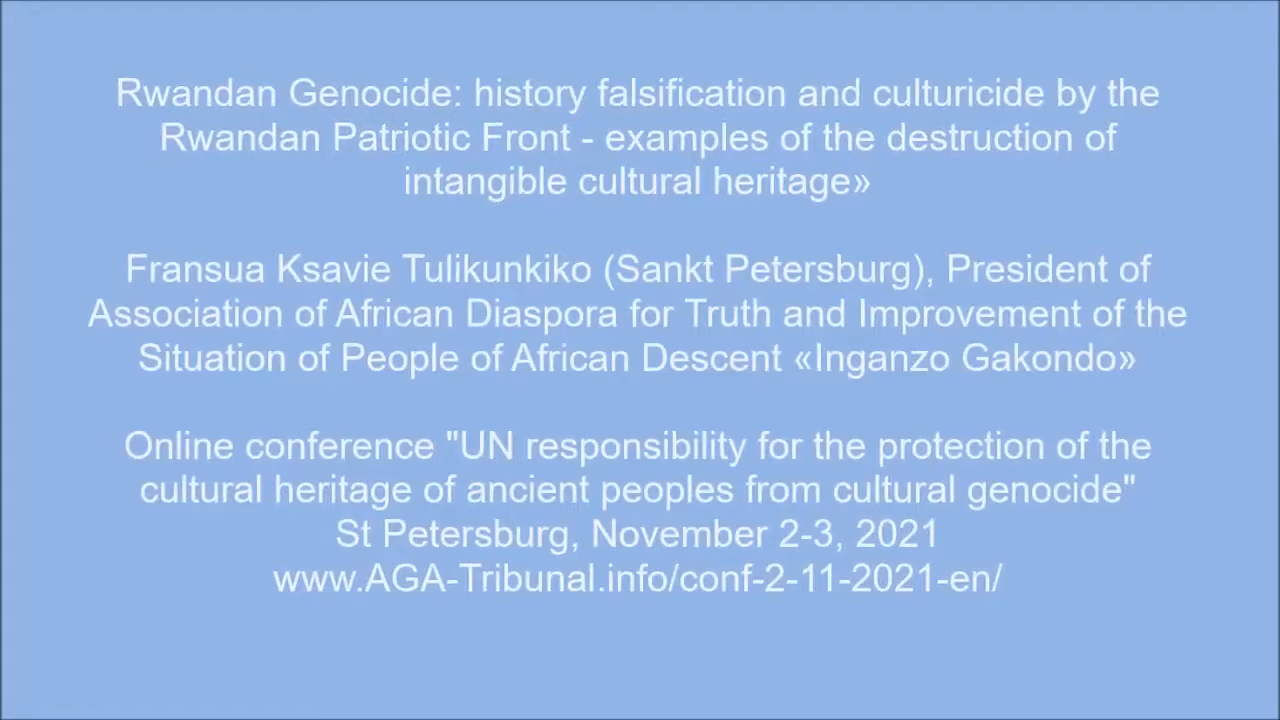 Rwandan Genocide: history falsification and culturicide by the
Rwandan Patriotic Front - examples of the destruction of
intangible cultural heritage»
Fransua Ksavie Tulikunkiko (Sankt Petersburg), President of
Association of African Diaspora for Truth and Improvement of the
Situation of People of African Descent «Inganzo Gakondo»
Online conference "UN responsibility for the protection of the
cultural heritage of ancient peoples from cultural genocide"
St Petersburg, November 2-3, 2021
www.AGA-Tribunal.info/conf-2-11-2021-en/